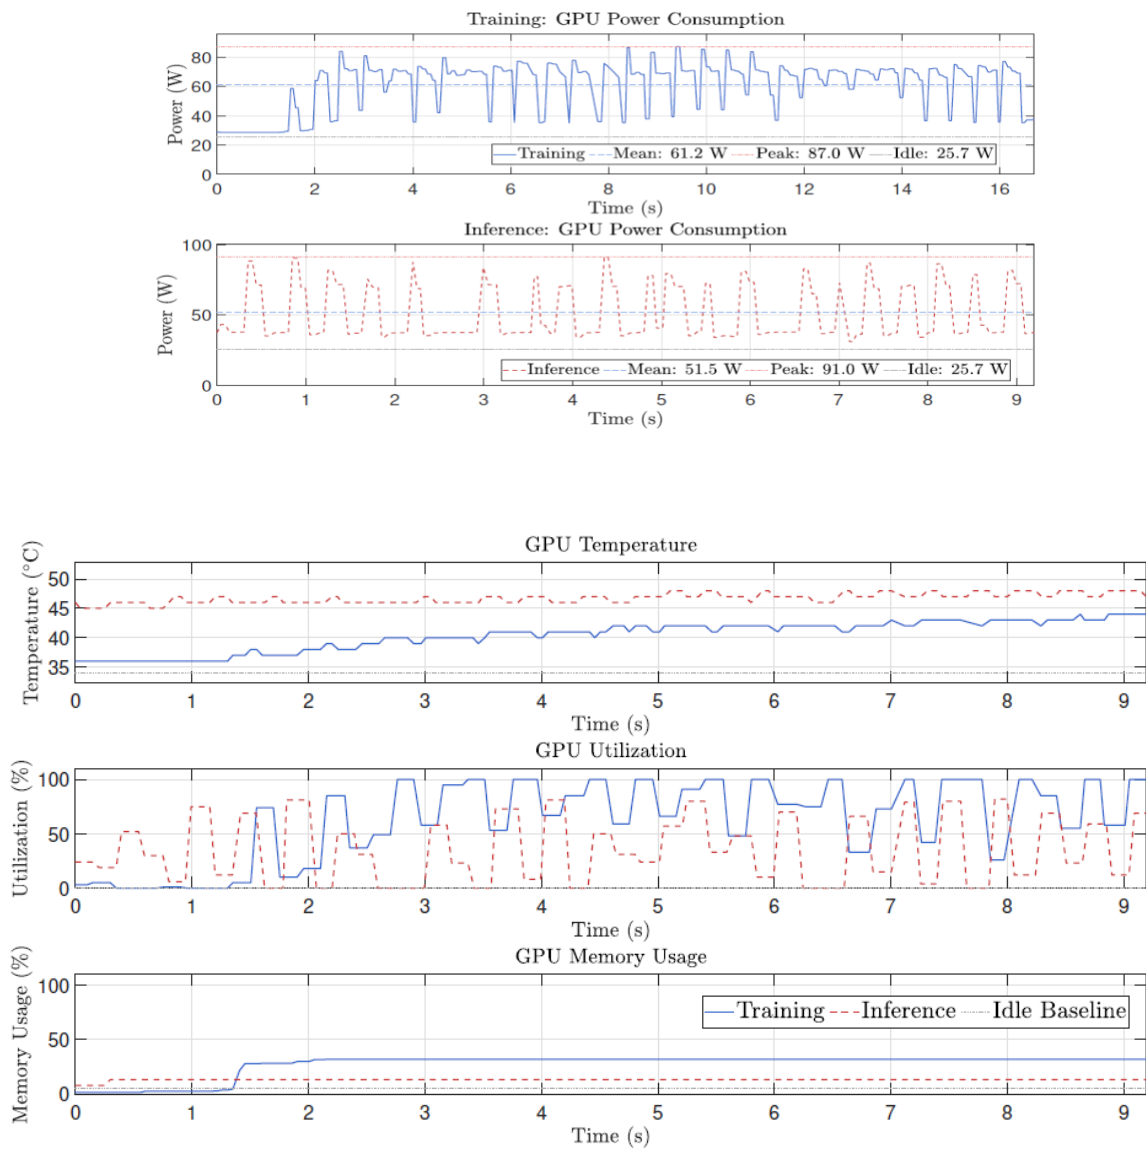 Training: GPU Power Consumption
80
60
40
20
0
Power (W)
Training Mean: 61.2 W Peak: 87.0 W Idle: 25.7 W
0 2 4 6 8 10 12 14 16
Time (s)
Inference: GPU Power Consumption
100
50
0
Power (W)
Inference Mean: 51.5 W Peak: 91.0 W Idle: 25.7 W
0 1 2 3 4 5 6 7 8 9
Time (s)
GPU Temperature
50
45
40
35
Temperature (°C)
0 1 2 3 4 5 6 7 8 9
Time (s)
GPU Utilization
100
50
0
Utilization (%)
0 1 2 3 4 5 6 7 8 9
Time (s)
GPU Memory Usage
100
50
0
Memory Usage (%)
Training Inference Idle Baseline
0 1 2 3 4 5 6 7 8 9
Time (s)